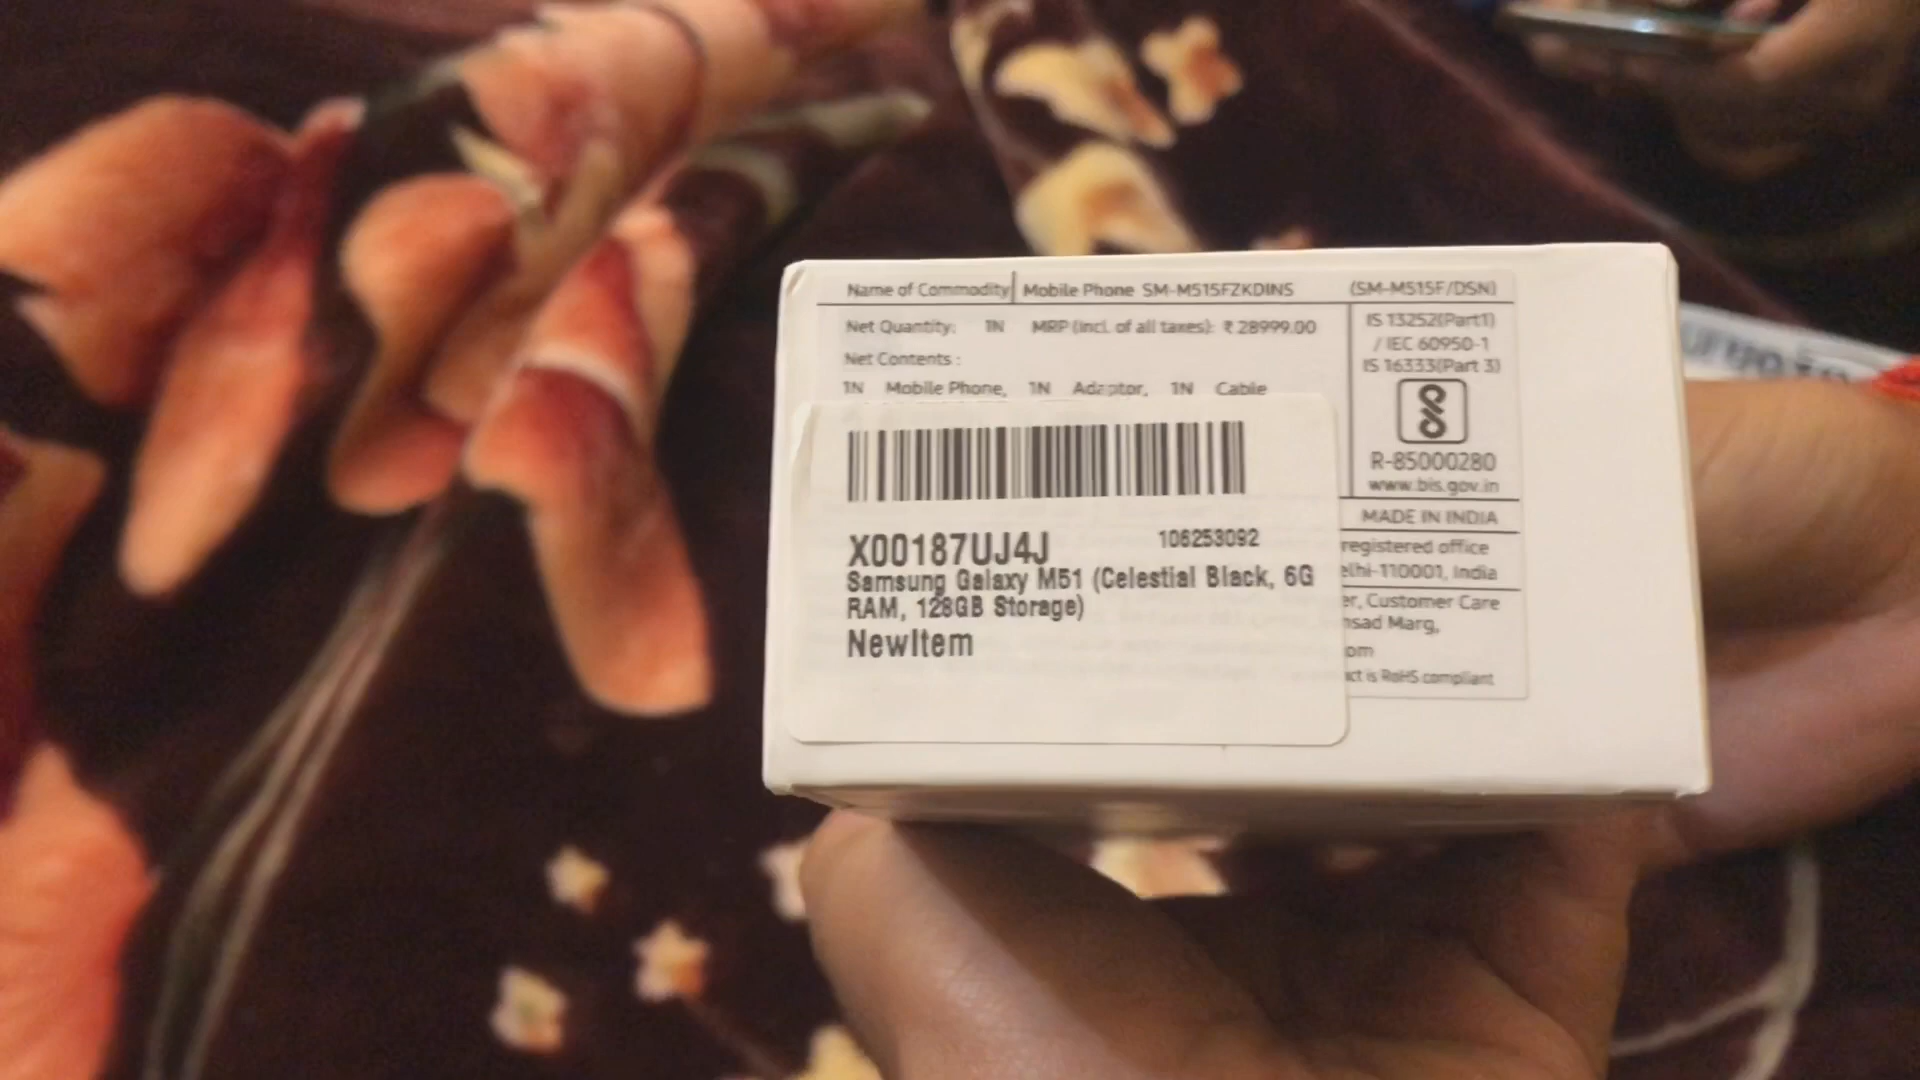 Name of Commodity Mobile Phone SM-M515FZKDINS (SM-M515F/DSN)
Net Quantity: 1N MRP (incl. of all taxes): ₹ 28999.00
Net Contents :
1N Mobile Phone, 1N Adaptor, 1N Cable
IS 13252(Part1)
/ IEC 60950-1
IS 16333(Part 3)
R-85000280
www.bis.gov.in
MADE IN INDIA
registered office
elhi-110001, India
er, Customer Care
nsad Marg,
om
ct is RoHS compliant
X00187UJ4J 106253092
Samsung Galaxy M51 (Celestial Black, 6G
RAM, 128GB Storage)
NewItem